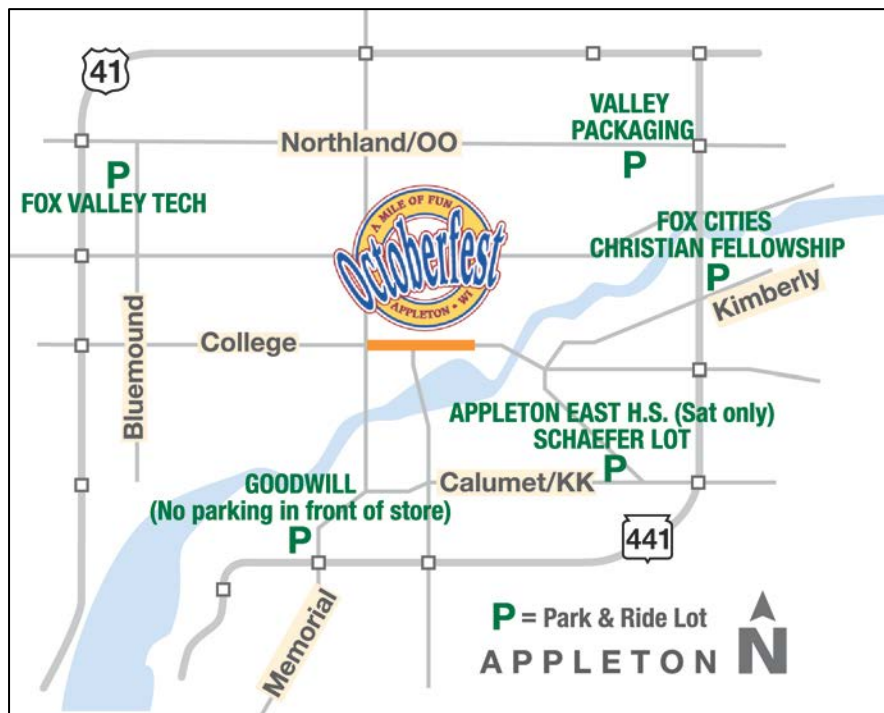 41
VALLEY
PACKAGING
P
Northland/OO
P
FOX VALLEY TECH
A MILE OF FUN
Octoberfest
APPLETON • WI
FOX CITIES
CHRISTIAN FELLOWSHIP
P
Kimberly
College
Bluemound
APPLETON EAST H.S. (Sat only)
SCHAEFER LOT
P
GOODWILL
(No parking in front of store)
P
Calumet/KK
441
Memorial
P = Park & Ride Lot
APPLETON
N